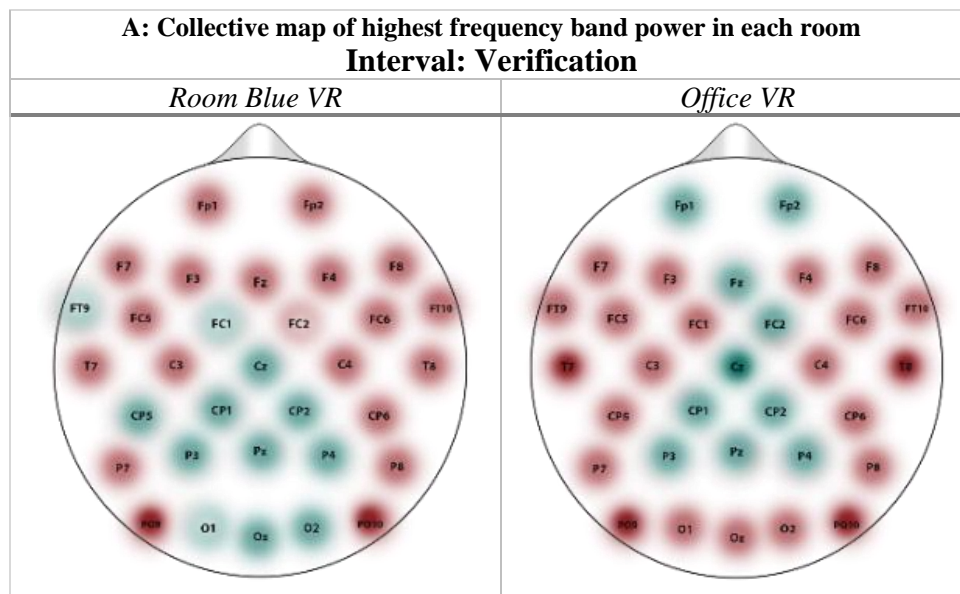 A: Collective map of highest frequency band power in each room
Interval: Verification
Room Blue VR
Office VR
Fp1 Fp2
F7 F3 Fz F4 F8
FT9 FC5 FC1 FC2 FC6 FT10
T7 C3 Cz C4 T8
CP5 CP1 CP2 CP6
P7 P3 Pz P4 P8
PO9 O1 Oz O2 PO10
Fp1 Fp2
F7 F3 Fz F4 F8
FT9 FC5 FC1 FC2 FC6 FT10
T7 C3 Cz C4 T8
CP5 CP1 CP2 CP6
P7 P3 Pz P4 P8
PO9 O1 Oz O2 PO10